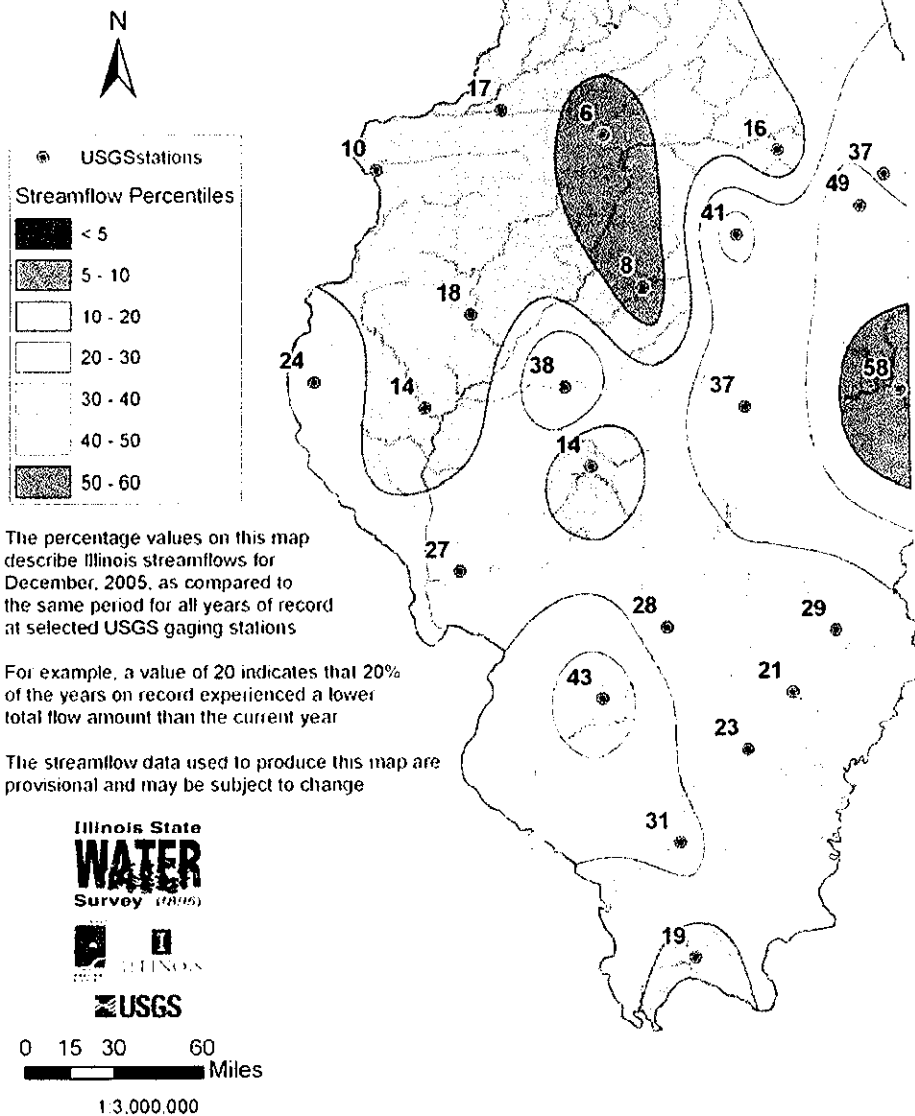 N
USGSstations
Streamflow Percentiles
< 5
5 - 10
10 - 20
20 - 30
30 - 40
40 - 50
50 - 60
17
6
16
10
37
49
41
8
18
24
38
58
14
37
14
27
28
29
43
21
23
31
19
The percentage values on this map
describe Illinois streamflows for
December, 2005, as compared to
the same period for all years of record
at selected USGS gaging stations
For example, a value of 20 indicates that 20%
of the years on record experienced a lower
total flow amount than the current year
The streamflow data used to produce this map are
provisional and may be subject to change
Illinois State
WATER
Survey (1895)
I
ILLINOIS
USGS
0 15 30 60
Miles
1:3,000,000